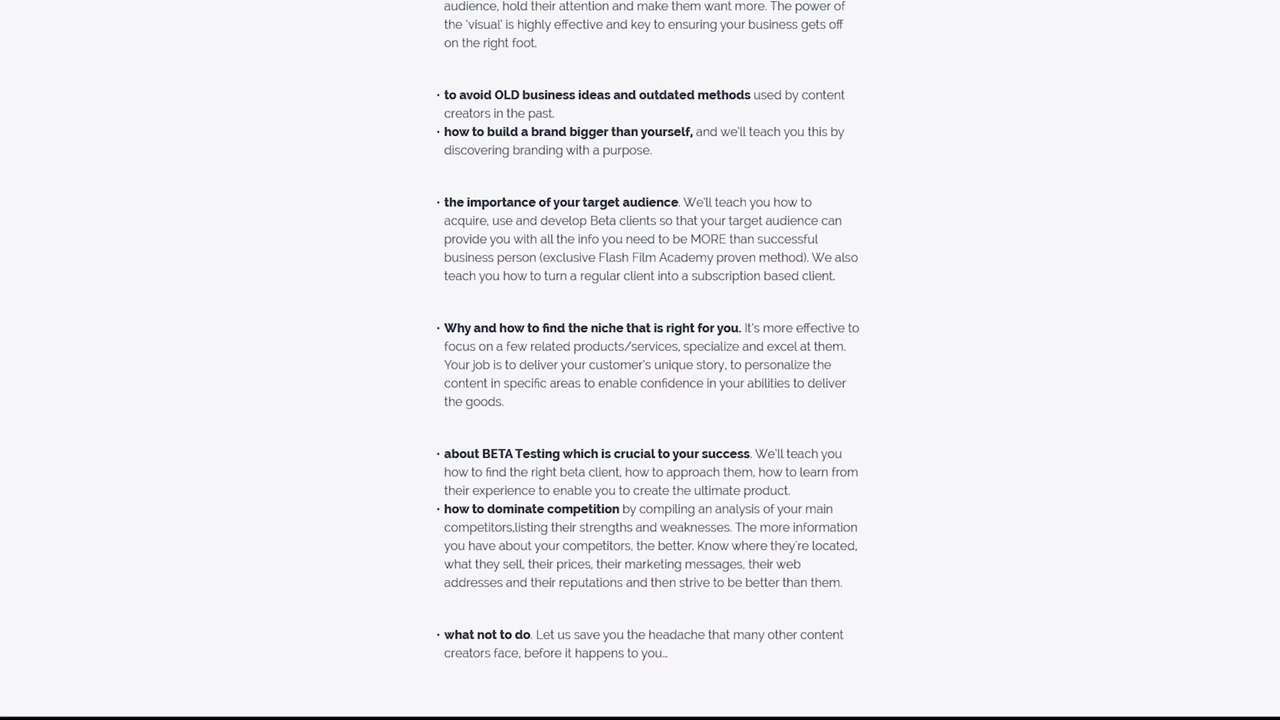 audience, hold their attention and make them want more. The power of
the 'visual' is highly effective and key to ensuring your business gets off
on the right foot.
• to avoid OLD business ideas and outdated methods used by content
creators in the past.
• how to build a brand bigger than yourself, and we'll teach you this by
discovering branding with a purpose.
• the importance of your target audience. We'll teach you how to
acquire, use and develop Beta clients so that your target audience can
provide you with all the info you need to be MORE than successful
business person (exclusive Flash Film Academy proven method). We also
teach you how to turn a regular client into a subscription based client.
• Why and how to find the niche that is right for you. It's more effective to
focus on a few related products/services, specialize and excel at them.
Your job is to deliver your customer's unique story, to personalize the
content in specific areas to enable confidence in your abilities to deliver
the goods.
• about BETA Testing which is crucial to your success. We'll teach you
how to find the right beta client, how to approach them, how to learn from
their experience to enable you to create the ultimate product.
• how to dominate competition by compiling an analysis of your main
competitors,listing their strengths and weaknesses. The more information
you have about your competitors, the better. Know where they're located,
what they sell, their prices, their marketing messages, their web
addresses and their reputations and then strive to be better than them.
• what not to do. Let us save you the headache that many other content
creators face, before it happens to you…